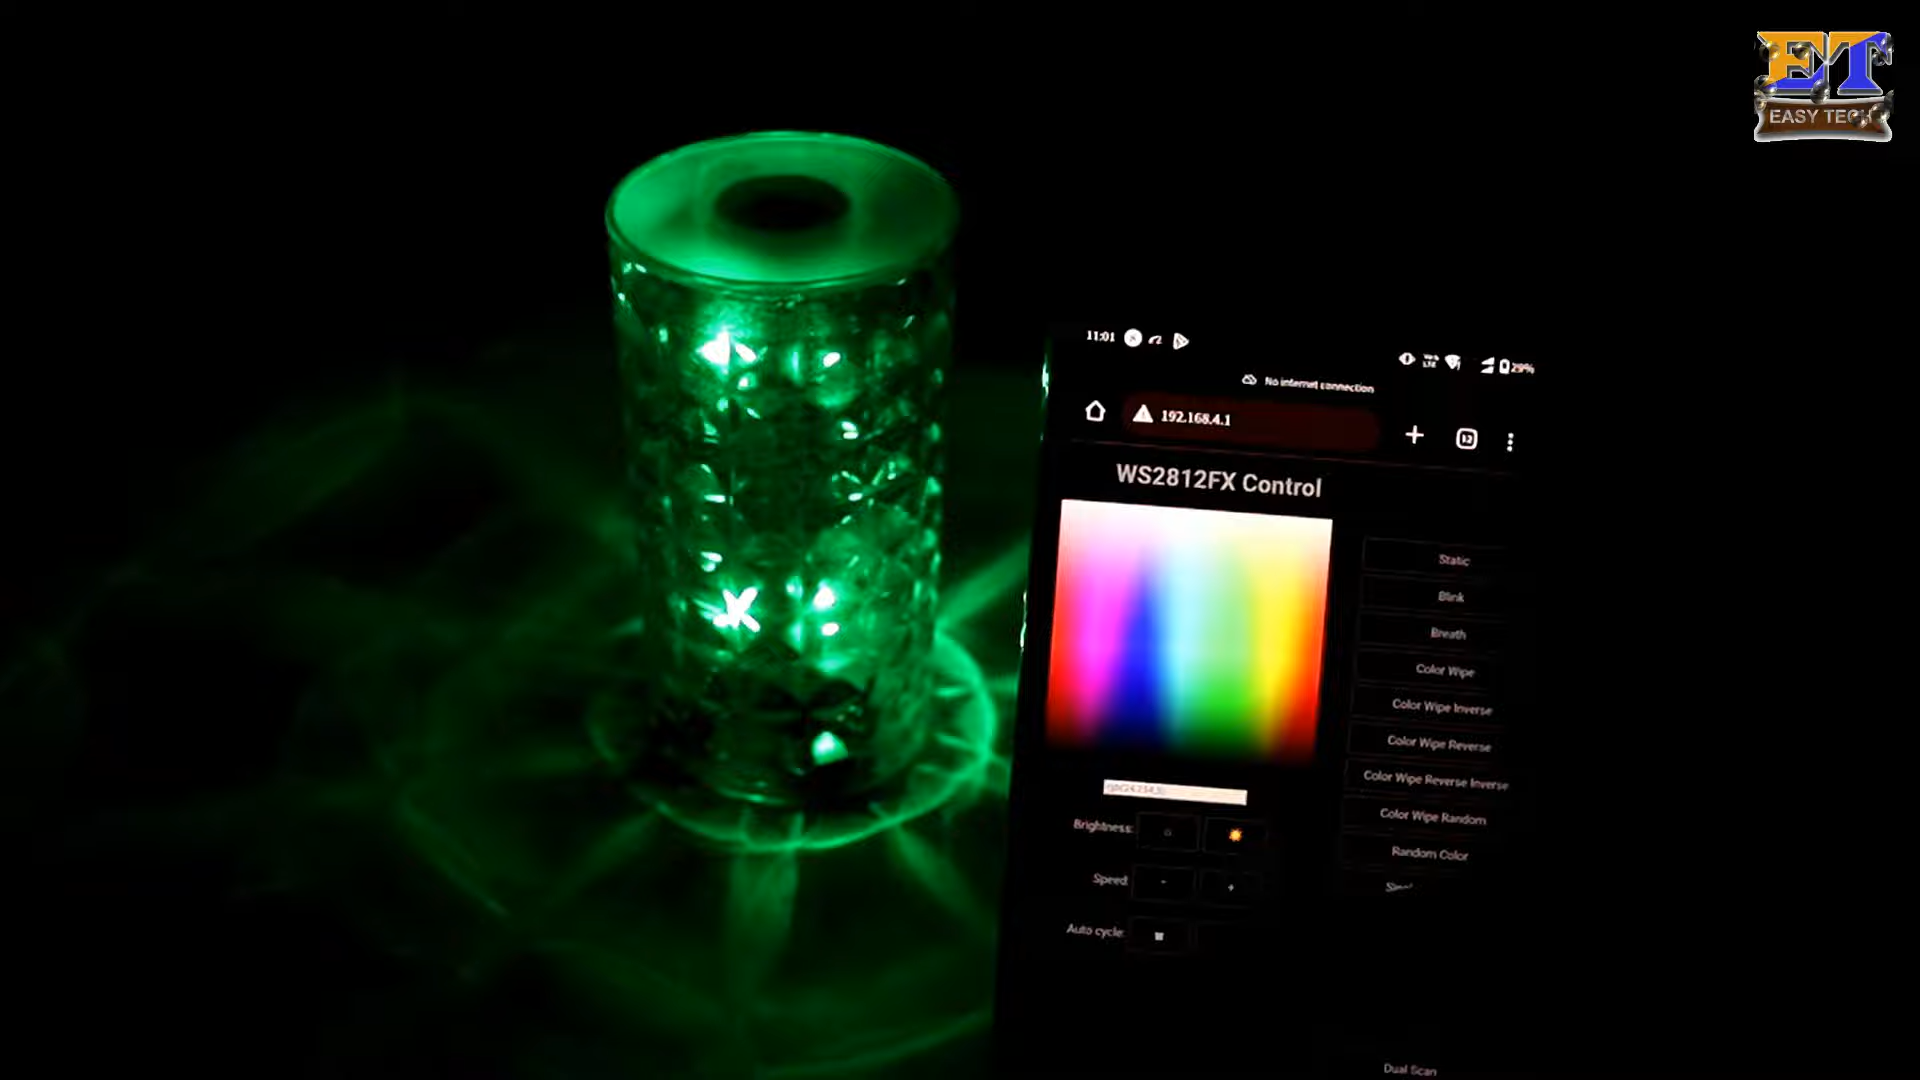 ET
EASY TECH
11:01
29%
No internet connection
192.168.4.1
12
WS2812FX Control
Static
Blink
Breath
Color Wipe
Color Wipe Inverse
Color Wipe Reverse
Color Wipe Reverse Inverse
Color Wipe Random
Random Color
Brightness:
Speed:
- +
Auto cycle:
Dual Scan